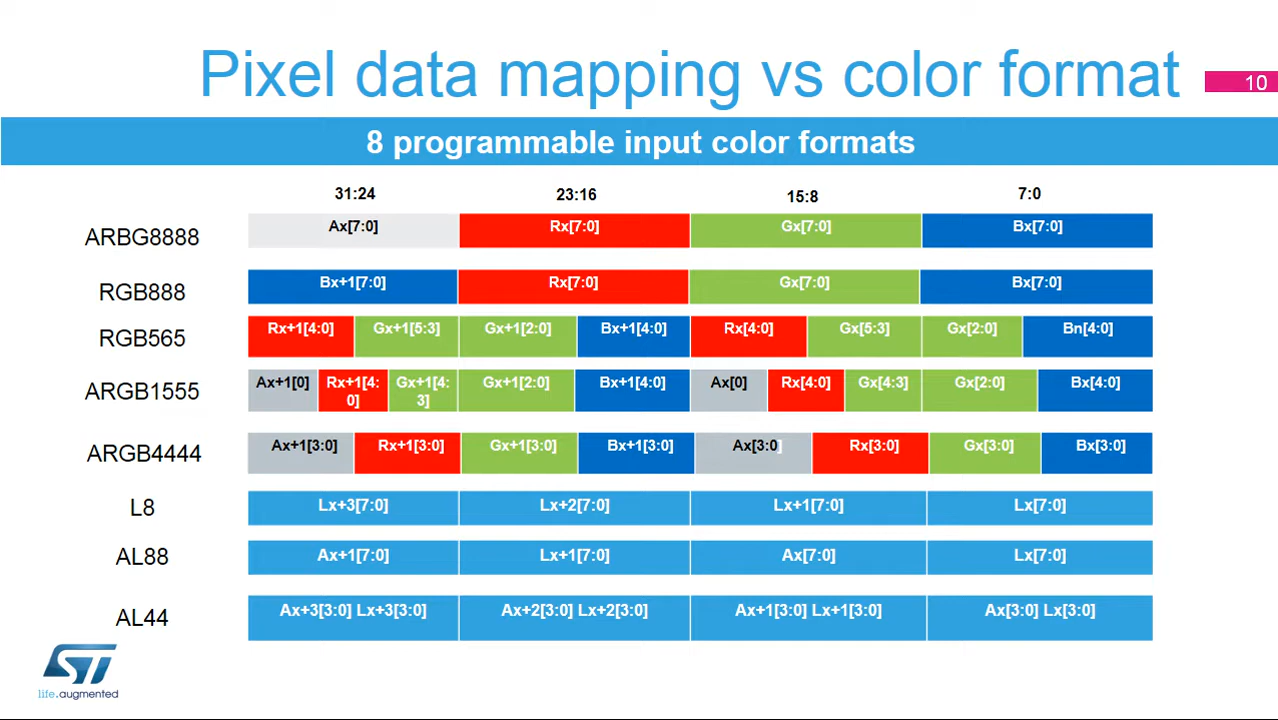 Pixel data mapping vs color format
10
8 programmable input color formats
31:24 23:16 15:8 7:0
ARBG8888 Ax[7:0] Rx[7:0] Gx[7:0] Bx[7:0]
RGB888 Bx+1[7:0] Rx[7:0] Gx[7:0] Bx[7:0]
RGB565 Rx+1[4:0] Gx+1[5:3] Gx+1[2:0] Bx+1[4:0] Rx[4:0] Gx[5:3] Gx[2:0] Bn[4:0]
ARGB1555 Ax+1[0] Rx+1[4:0] Gx+1[4:3] Gx+1[2:0] Bx+1[4:0] Ax[0] Rx[4:0] Gx[4:3] Gx[2:0] Bx[4:0]
ARGB4444 Ax+1[3:0] Rx+1[3:0] Gx+1[3:0] Bx+1[3:0] Ax[3:0] Rx[3:0] Gx[3:0] Bx[3:0]
L8 Lx+3[7:0] Lx+2[7:0] Lx+1[7:0] Lx[7:0]
AL88 Ax+1[7:0] Lx+1[7:0] Ax[7:0] Lx[7:0]
AL44 Ax+3[3:0] Lx+3[3:0] Ax+2[3:0] Lx+2[3:0] Ax+1[3:0] Lx+1[3:0] Ax[3:0] Lx[3:0]
ST
life.augmented